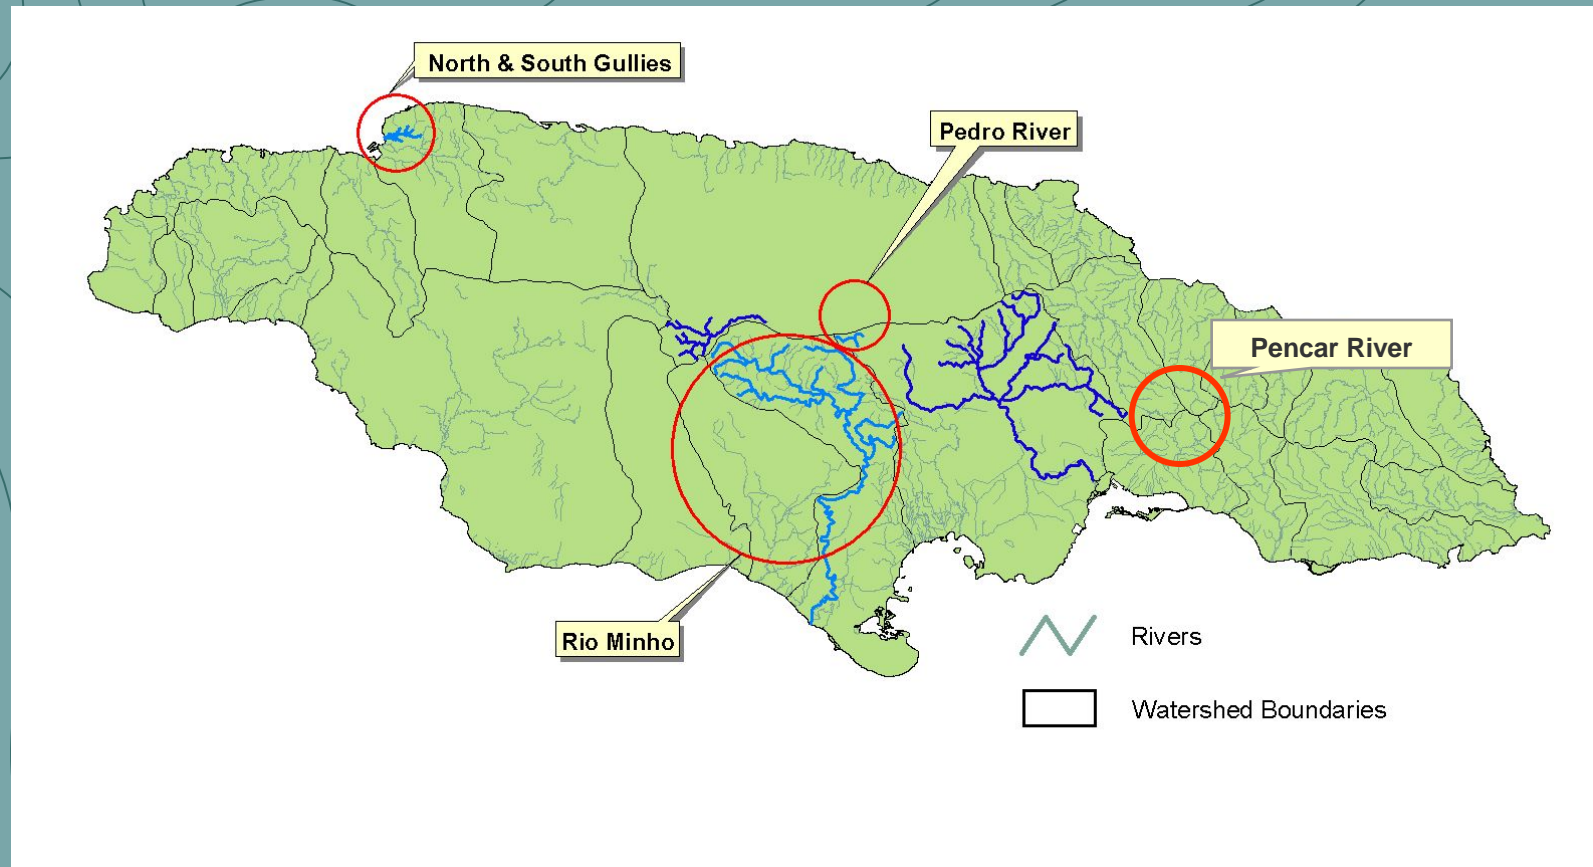 North & South Gullies
Pedro River
Pencar River
Rio Minho
Rivers
Watershed Boundaries